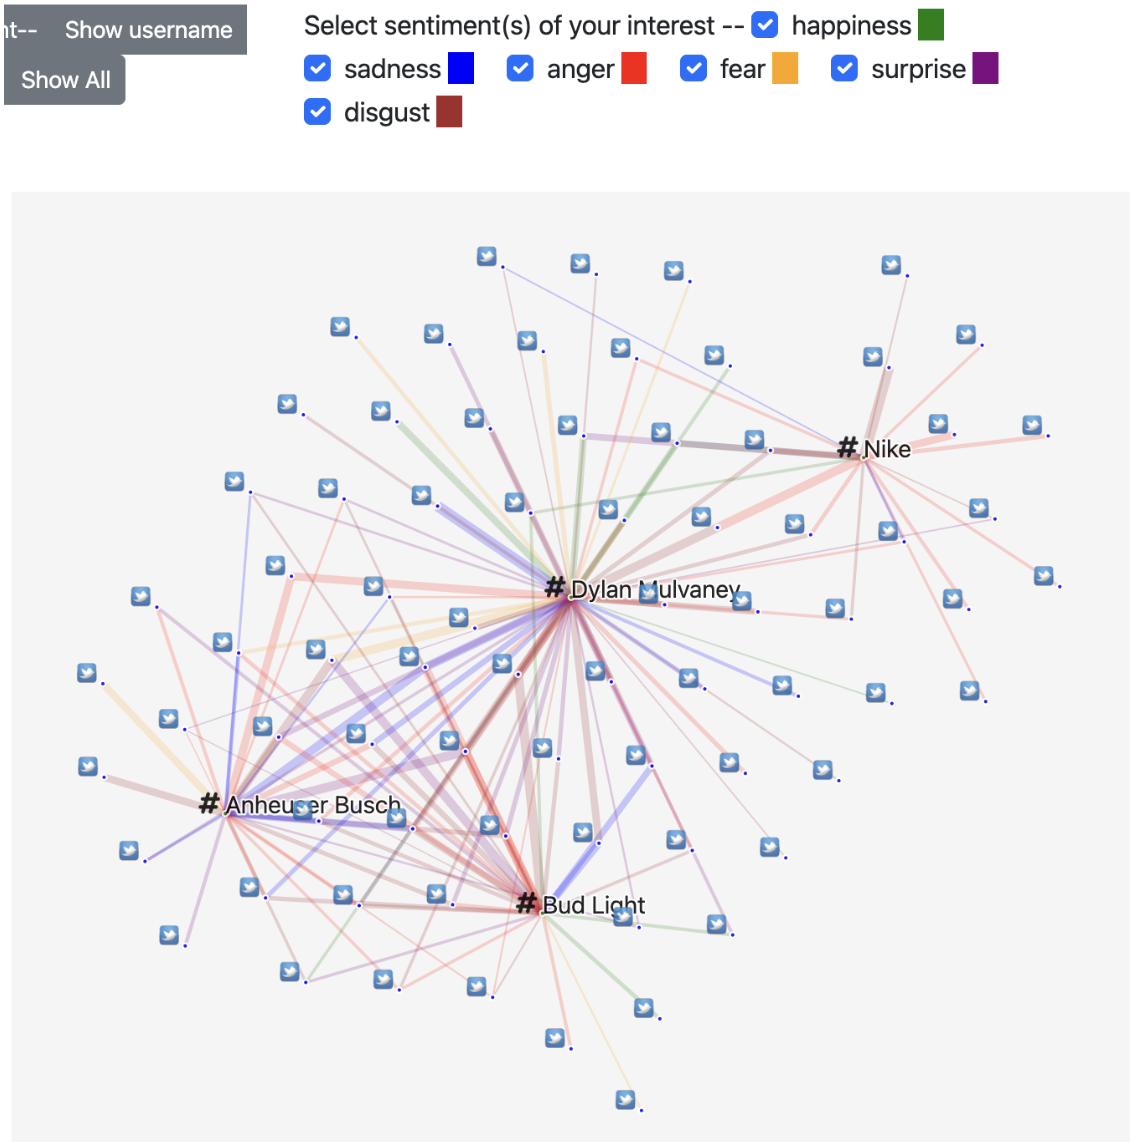 nt-- Show username
Show All
Select sentiment(s) of your interest -- happiness
sadness anger fear surprise
disgust
# Nike
# Dylan Mulvaney
# Anheuser Busch
# Bud Light